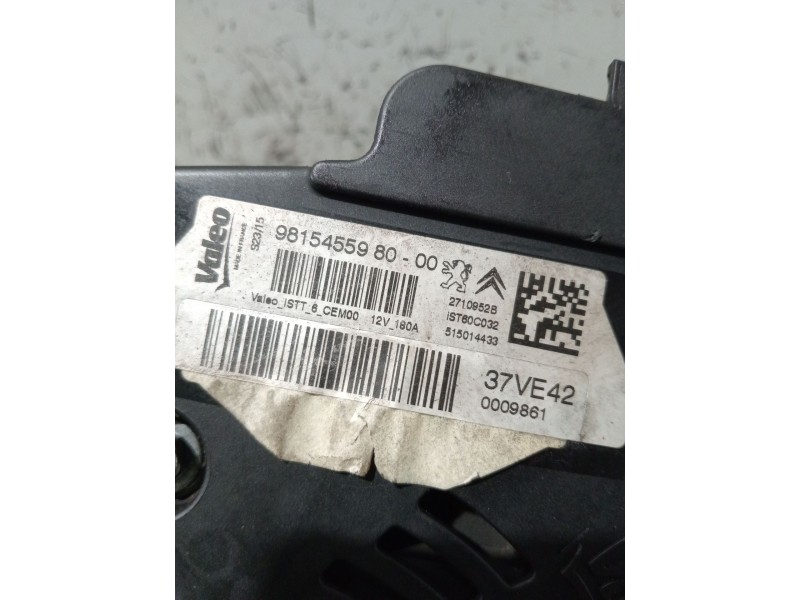 Valeo
MADE IN FRANCE
S23/15
98154559 80-00
Valeo_ISTT_6_CEM00 12V_180A
2710952B
IST60C032
515014433
37VE42
0009861